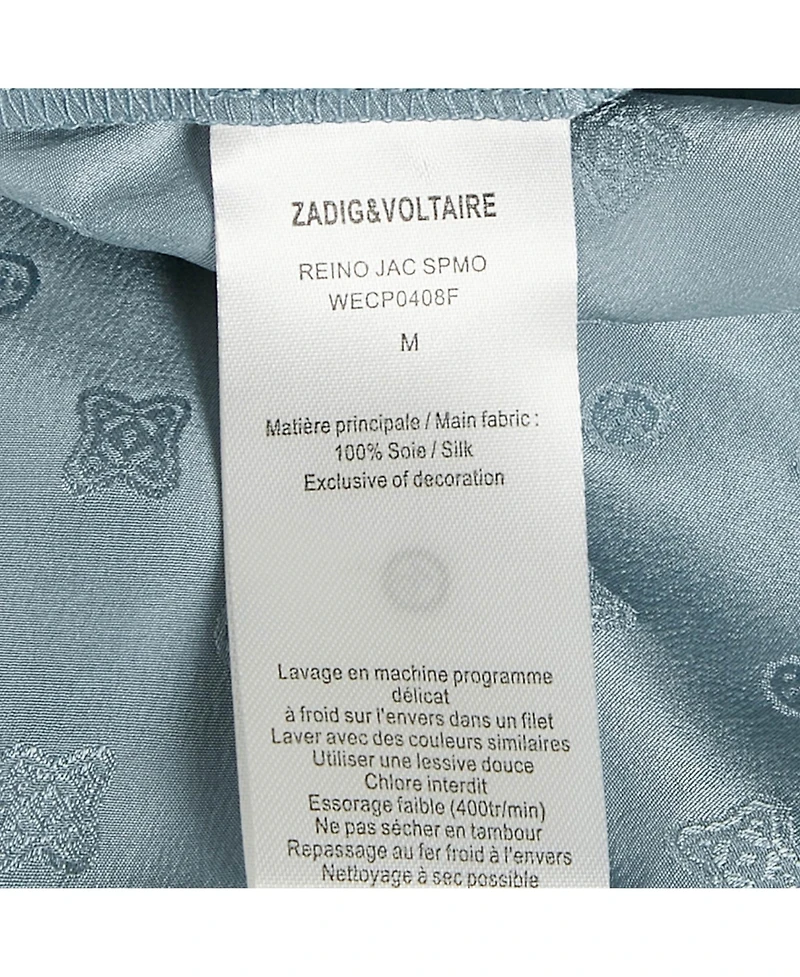 ZADIG&VOLTAIRE
REINO JAC SPMO
WECP0408F
M
Matière principale / Main fabric :
100% Soie / Silk
Exclusive of decoration
Lavage en machine programme
délicat
à froid sur l'envers dans un filet
Laver avec des couleurs similaires
Utiliser une lessive douce
Chlore interdit
Essorage faible (400tr/min)
Ne pas sécher en tambour
Repassage au fer froid à l'envers
Nettoyage à sec possible